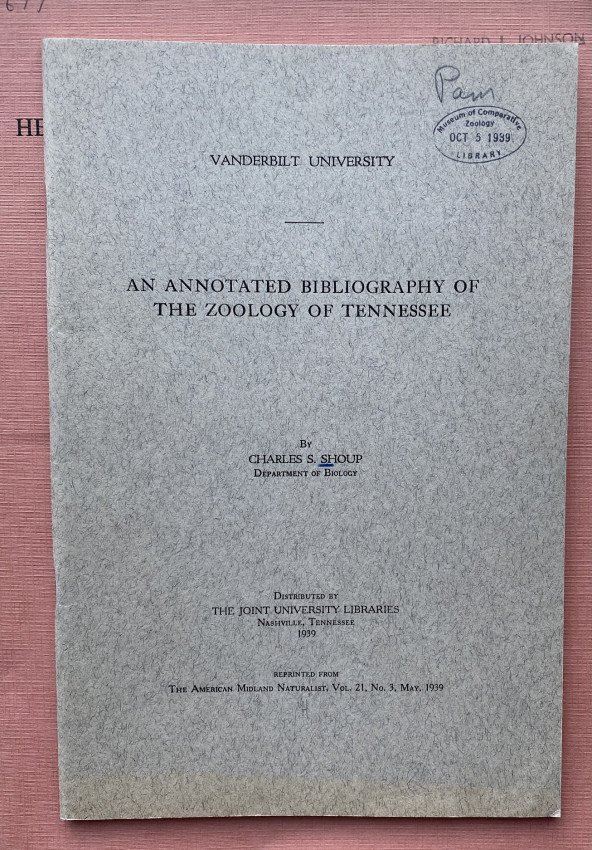 677
RICHARD I. JOHNSON
HE
Pam
Museum of Comparative
Zoology
OCT 5 1939
LIBRARY
VANDERBILT UNIVERSITY
AN ANNOTATED BIBLIOGRAPHY OF
THE ZOOLOGY OF TENNESSEE
By
CHARLES S. SHOUP
Department of Biology
Distributed by
THE JOINT UNIVERSITY LIBRARIES
Nashville, Tennessee
1939
REPRINTED FROM
The American Midland Naturalist, Vol. 21, No. 3, May, 1939